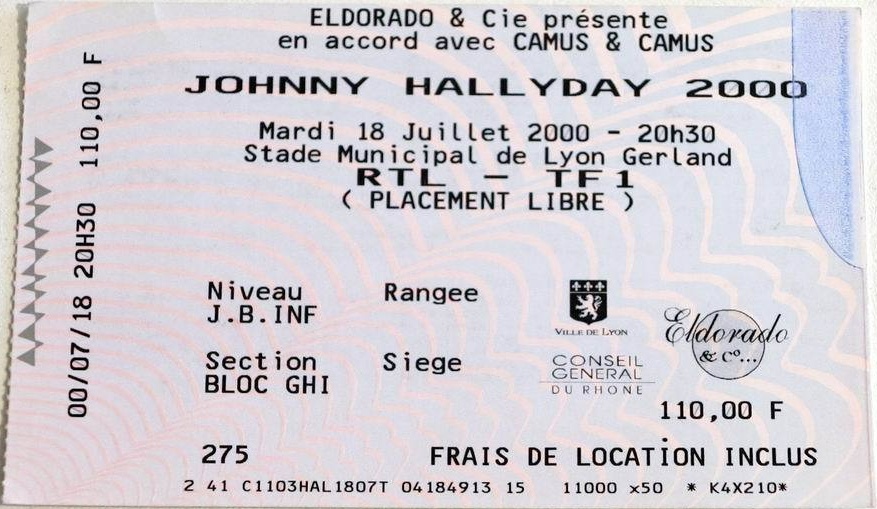 ELDORADO & Cie présente
en accord avec CAMUS & CAMUS
JOHNNY HALLYDAY 2000
Mardi 18 Juillet 2000 - 20h30
Stade Municipal de Lyon Gerland
RTL - TF1
( PLACEMENT LIBRE )
00/07/18 20H30 110,00 F
Niveau Rangee
J.B.INF
Section Siege
BLOC GHI
VILLE DE LYON
Eldorado
& Co...
CONSEIL
GENERAL
DU RHONE
110,00 F
275 FRAIS DE LOCATION INCLUS
2 41 C1103HAL1807T 04184913 15 11000 x50 * K4X210*